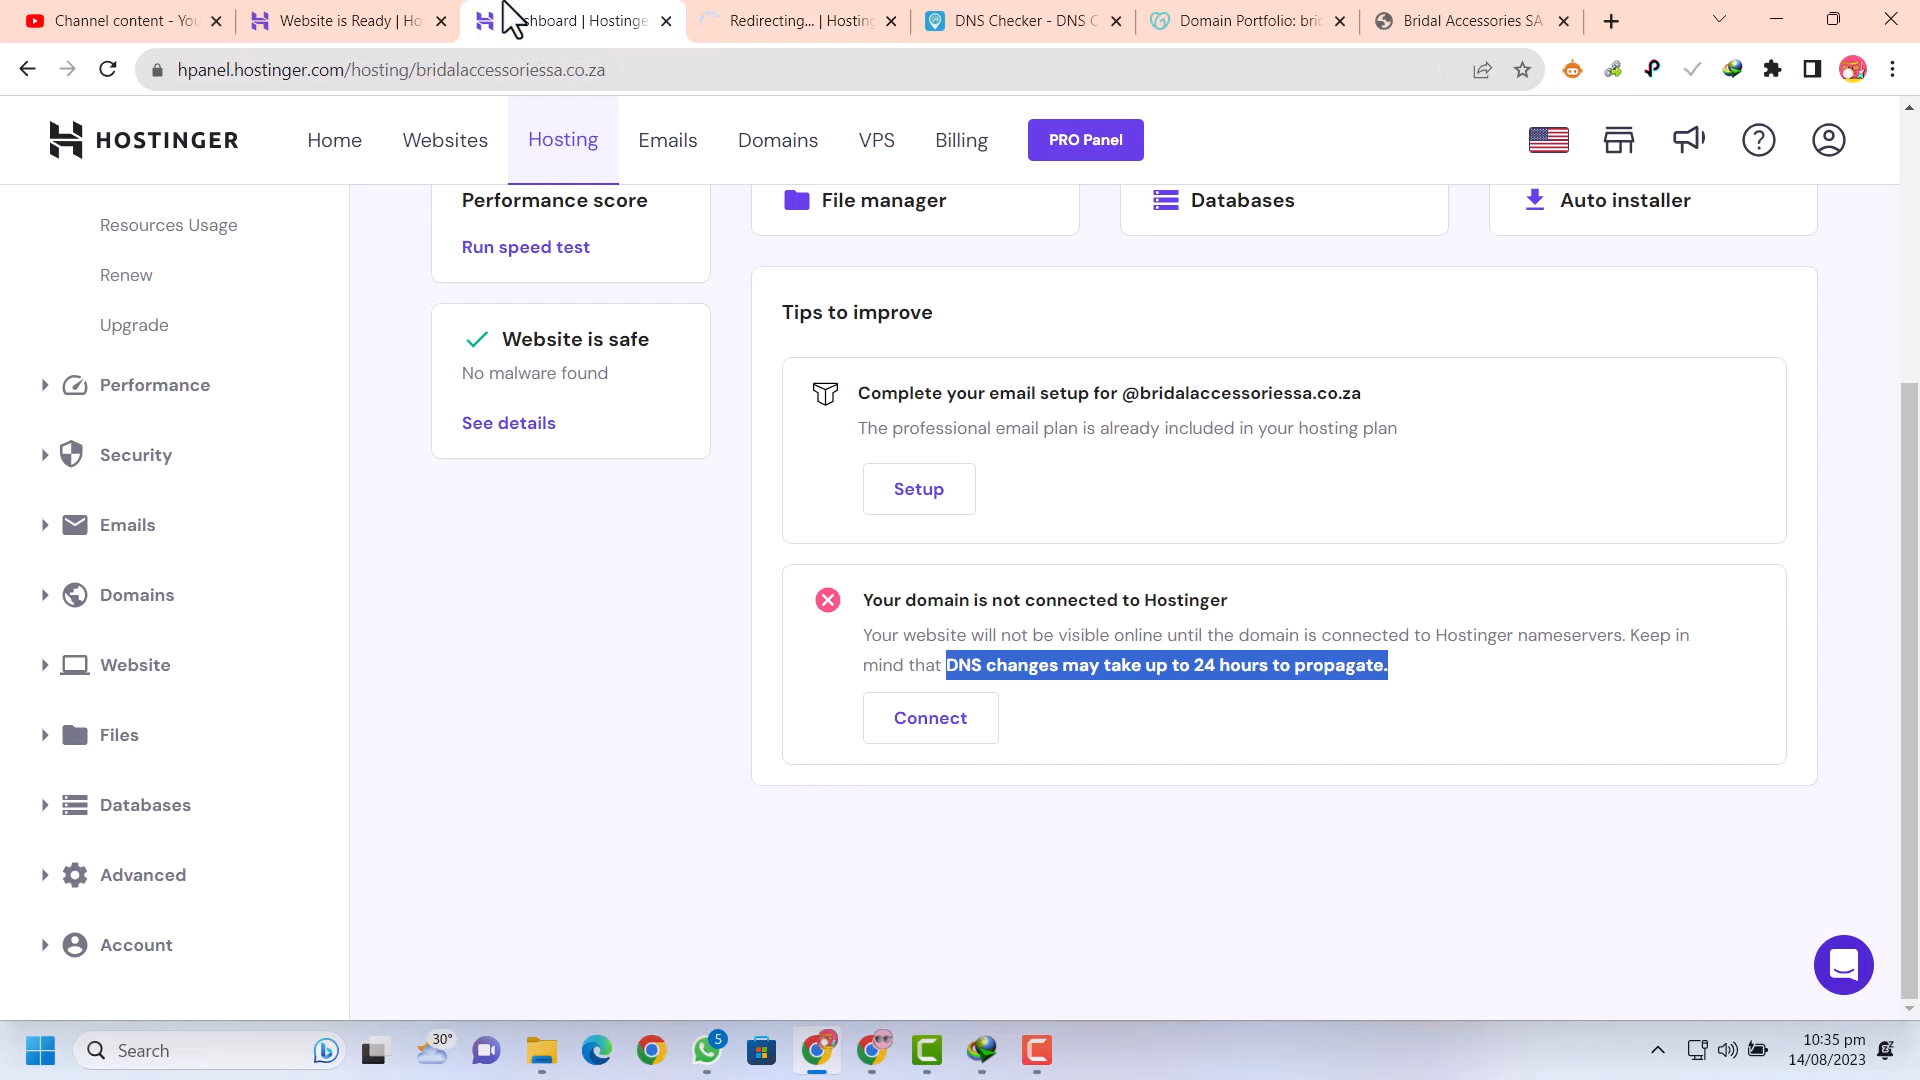 Channel content - You
Website is Ready | Ho
shboard | Hostinge
Redirecting... | Hosting
DNS Checker - DNS C
Domain Portfolio: brid
Bridal Accessories SA
hpanel.hostinger.com/hosting/bridalaccessoriessa.co.za
HOSTINGER
Home
Websites
Hosting
Emails
Domains
VPS
Billing
PRO Panel
Resources Usage
Renew
Upgrade
Performance
Security
Emails
Domains
Website
Files
Databases
Advanced
Account
Performance score
Run speed test
Website is safe
No malware found
See details
File manager
Databases
Auto installer
Tips to improve
Complete your email setup for @bridalaccessoriessa.co.za
The professional email plan is already included in your hosting plan
Setup
Your domain is not connected to Hostinger
Your website will not be visible online until the domain is connected to Hostinger nameservers. Keep in
mind that DNS changes may take up to 24 hours to propagate.
Connect
Search
30°
5
10:35 pm
14/08/2023